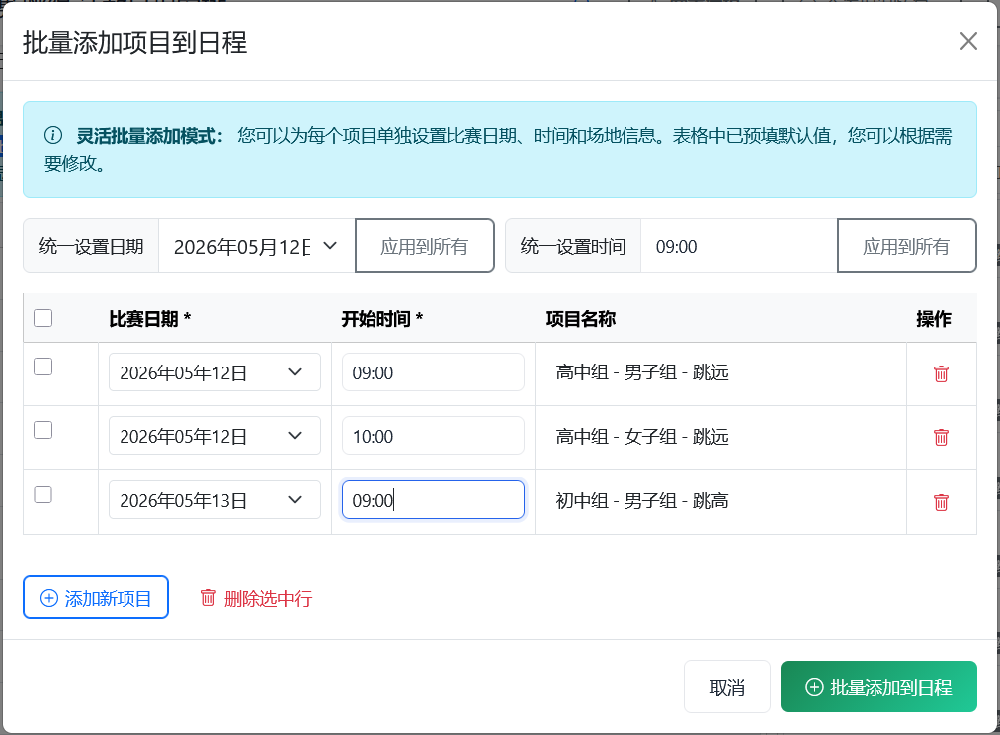 批量添加项目到日程
灵活批量添加模式： 您可以为每个项目单独设置比赛日期、时间和场地信息。表格中已预填默认值，您可以根据需
要修改。
统一设置日期 2026年05月12日 应用到所有 统一设置时间 09:00 应用到所有
比赛日期 * 开始时间 * 项目名称 操作
2026年05年12日 09:00 高中组 - 男子组 - 跳远
2026年05年12日 10:00 高中组 - 女子组 - 跳远
2026年05年13日 09:00 初中组 - 男子组 - 跳高
添加新项目 删除选中行
取消 批量添加到日程